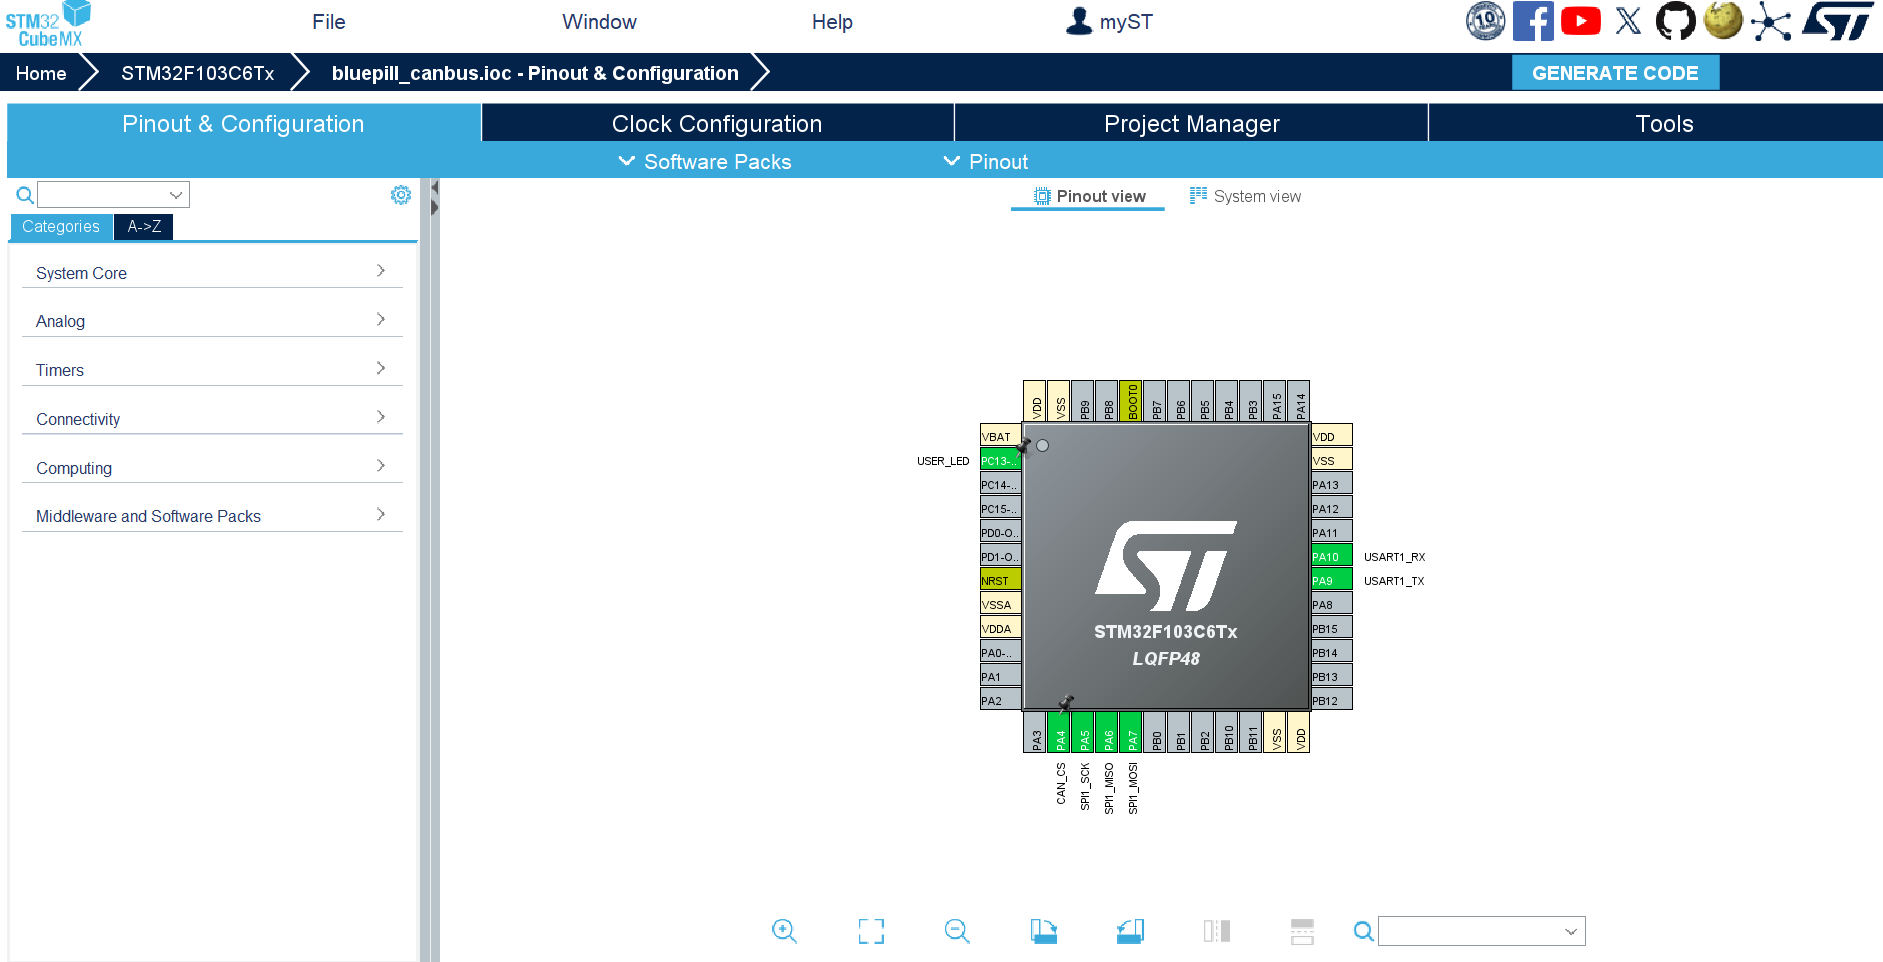 STM32
CubeMX
File
Window
Help
myST
10
Home
STM32F103C6Tx
bluepill_canbus.ioc - Pinout & Configuration
GENERATE CODE
Pinout & Configuration
Clock Configuration
Project Manager
Tools
Software Packs
Pinout
Pinout view
System view
Categories
A->Z
System Core
Analog
Timers
Connectivity
Computing
Middleware and Software Packs
VDD
VSS
PB9
PB8
BOOT0
PB7
PB6
PB5
PB4
PB3
PA15
PA14
VBAT
USER_LED
PC13-..
PC14-..
PC15-..
PD0-O..
PD1-O..
NRST
VSSA
VDDA
PA0-..
PA1
PA2
STM32F103C6Tx
LQFP48
VDD
VSS
PA13
PA12
PA11
PA10
USART1_RX
PA9
USART1_TX
PA8
PB15
PB14
PB13
PB12
PA3
PA4
PA5
PA6
PA7
PB0
PB1
PB2
PB10
PB11
VSS
VDD
CAN_CS
SPI1_SCK
SPI1_MISO
SPI1_MOSI